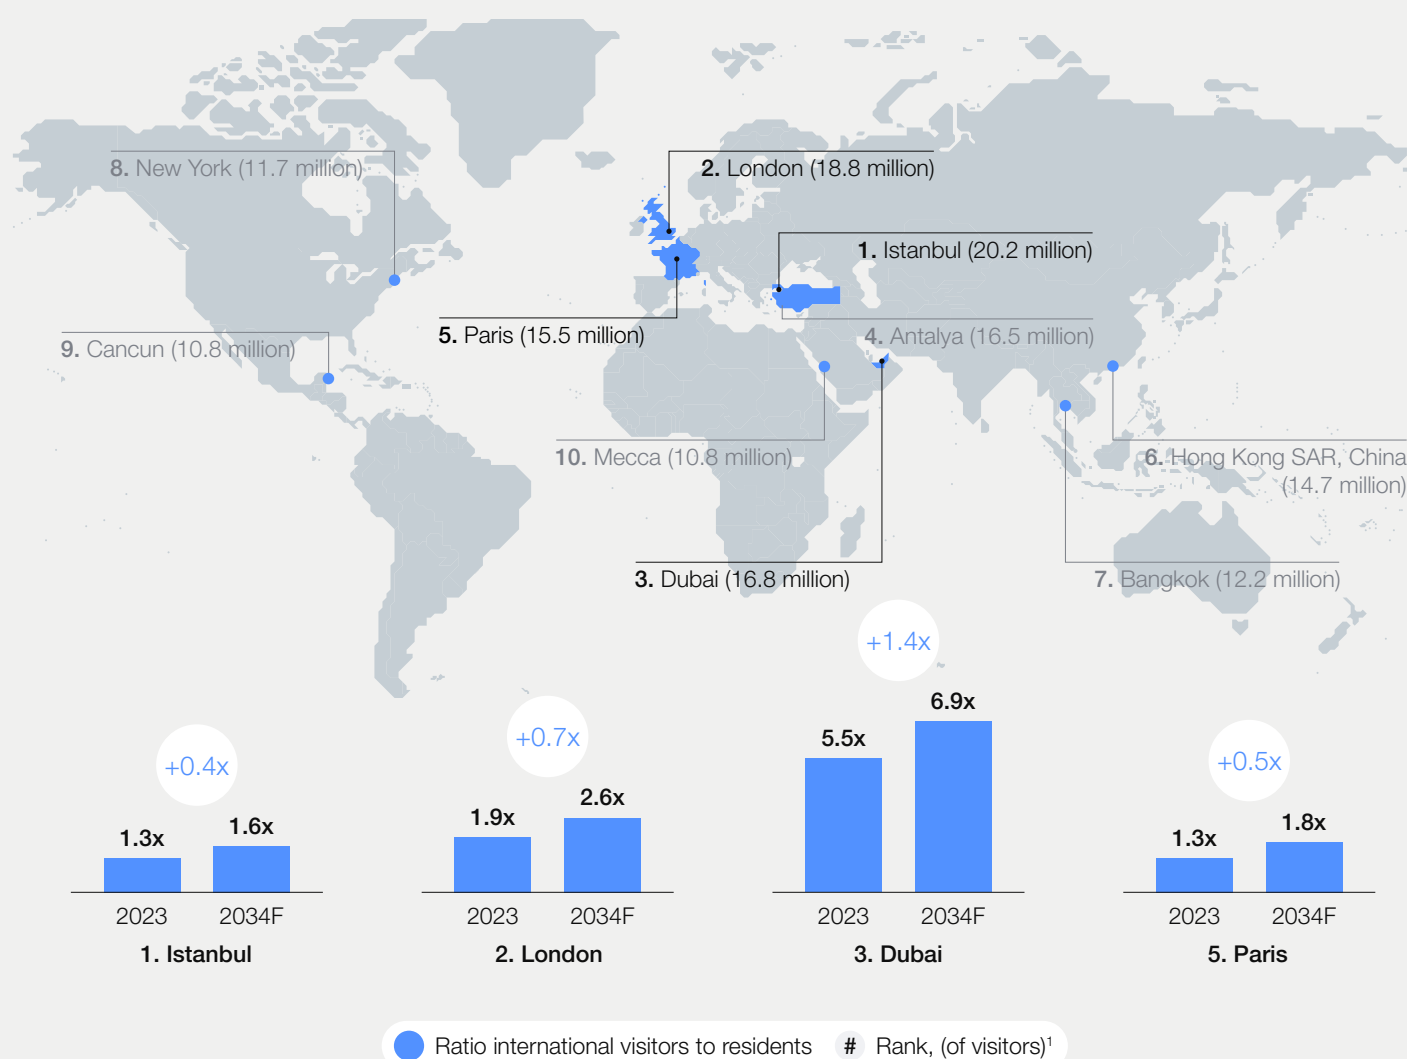 8. New York (11.7 million)
2. London (18.8 million)
1. Istanbul (20.2 million)
5. Paris (15.5 million)
4. Antalya (16.5 million)
9. Cancun (10.8 million)
10. Mecca (10.8 million)
6. Hong Kong SAR, China
(14.7 million)
3. Dubai (16.8 million)
7. Bangkok (12.2 million)
+0.4x
1.3x
1.6x
2023
2034F
1. Istanbul
+0.7x
1.9x
2.6x
2023
2034F
2. London
+1.4x
5.5x
6.9x
2023
2034F
3. Dubai
+0.5x
1.3x
1.8x
2023
2034F
5. Paris
Ratio international visitors to residents
# Rank, (of visitors)¹